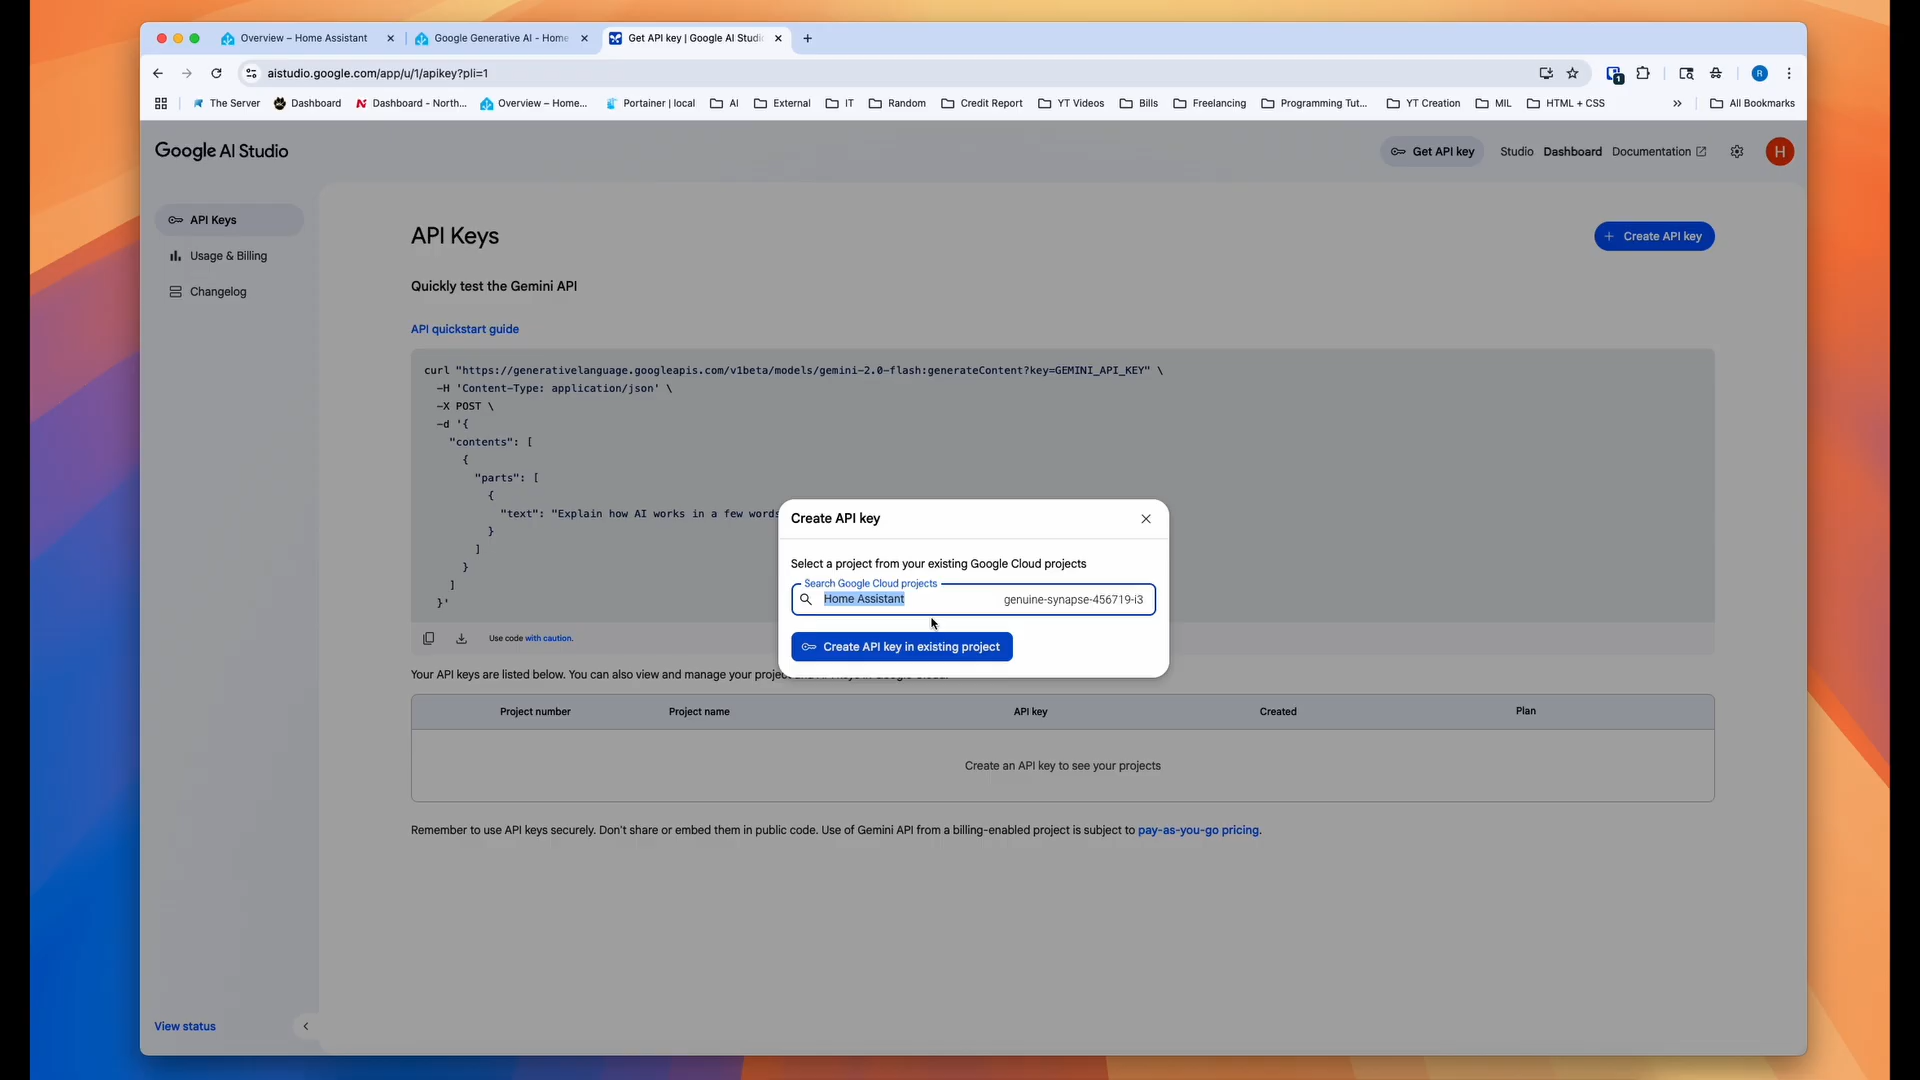 Overview – Home Assistant
Google Generative AI - Home
Get API key | Google AI Studio
aistudio.google.com/app/u/1/apikey?pli=1
1
R
The Server
Dashboard
Dashboard - North...
Overview – Home...
Portainer | local
AI
External
IT
Random
Credit Report
YT Videos
Bills
Freelancing
Programming Tut...
YT Creation
MIL
HTML + CSS
All Bookmarks
Google AI Studio
Get API key
Studio
Dashboard
Documentation
H
API Keys
Usage & Billing
Changelog
API Keys
Create API key
Quickly test the Gemini API
API quickstart guide
curl "https://generativelanguage.googleapis.com/v1beta/models/gemini-2.0-flash:generateContent?key=GEMINI_API_KEY" \
-H 'Content-Type: application/json' \
-X POST \
-d '{
"contents": [
{
"parts": [
{
"text": "Explain how AI works in a few words
}
]
}
]
}'
Create API key
Select a project from your existing Google Cloud projects
Search Google Cloud projects
Home Assistant genuine-synapse-456719-i3
Create API key in existing project
Use code with caution.
Your API keys are listed below. You can also view and manage your project
Project number Project name API key Created Plan
Create an API key to see your projects
Remember to use API keys securely. Don't share or embed them in public code. Use of Gemini API from a billing-enabled project is subject to pay-as-you-go pricing.
View status